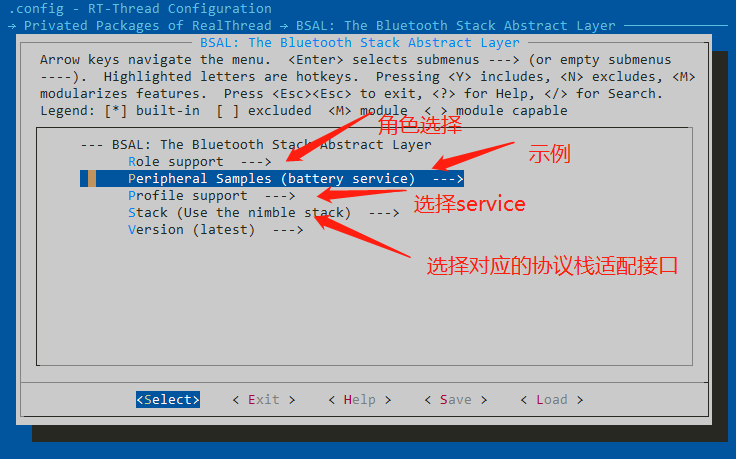 .config - RT-Thread Configuration
→ Privated Packages of RealThread → BSAL: The Bluetooth Stack Abstract Layer
BSAL: The Bluetooth Stack Abstract Layer
Arrow keys navigate the menu. <Enter> selects submenus ---> (or empty submenus
----). Highlighted letters are hotkeys. Pressing <Y> includes, <N> excludes, <M>
modularizes features. Press <Esc><Esc> to exit, <?> for Help, </> for Search.
Legend: [*] built-in [ ] excluded <M> module < > module capable
角色选择
--- BSAL: The Bluetooth Stack Abstract Layer
Role support --->
示例
Peripheral Samples (battery service) --->
Profile support --->
选择service
Stack (Use the nimble stack) --->
Version (latest) --->
选择对应的协议栈适配接口
<Select> < Exit > < Help > < Save > < Load >